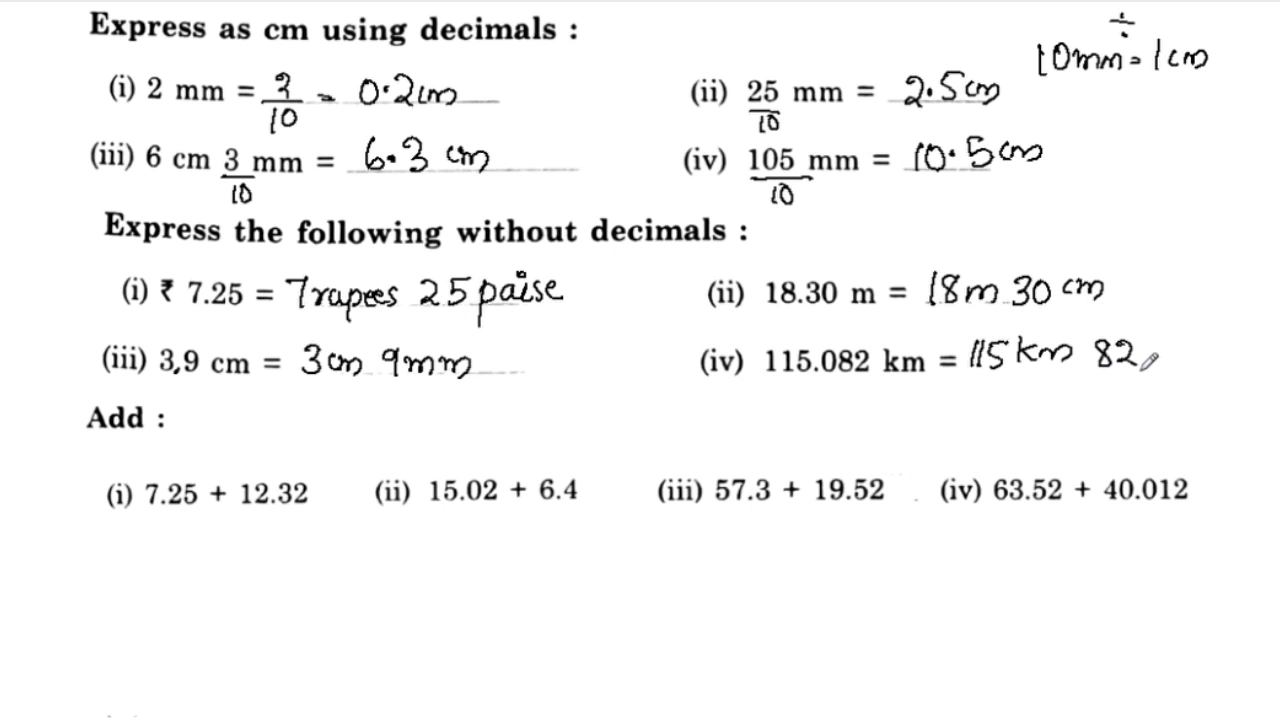 Express as cm using decimals :
÷
10mm = 1cm
(i) 2 mm = 2/10 = 0.2cm (ii) 25/10 mm = 2.5cm
(iii) 6 cm 3/10 mm = 6.3 cm (iv) 105/10 mm = 10.5cm
Express the following without decimals :
(i) ₹ 7.25 = 7rapees 25paise (ii) 18.30 m = 18m 30 cm
(iii) 3,9 cm = 3cm 9mm (iv) 115.082 km = 115km 82
Add :
(i) 7.25 + 12.32 (ii) 15.02 + 6.4 (iii) 57.3 + 19.52 (iv) 63.52 + 40.012